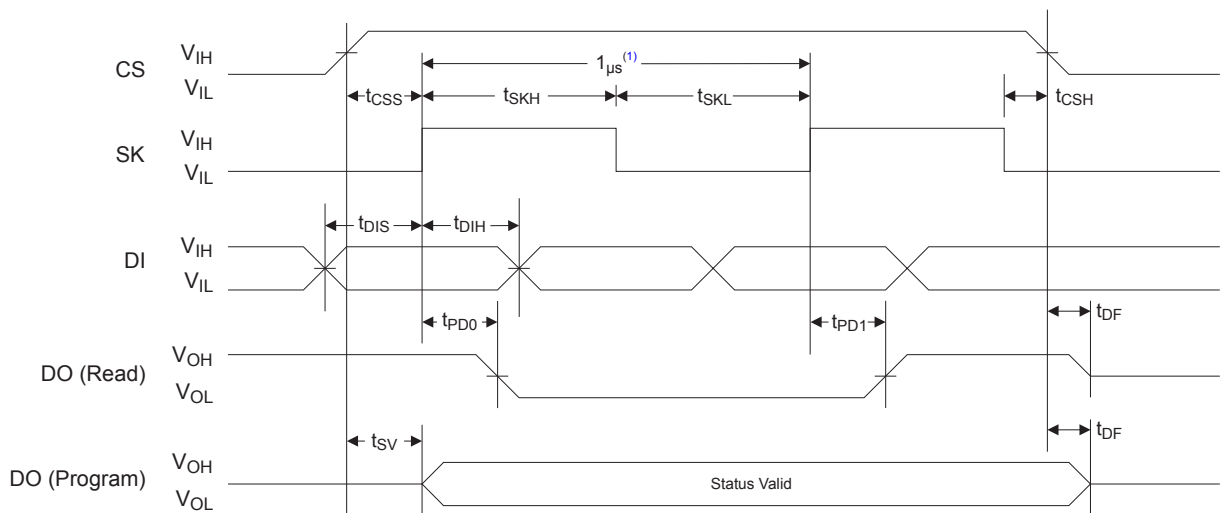 CS
VIH
VIL
1µs(1)
tCSS
tSKH
tSKL
tCSH
SK
VIH
VIL
tDIS
tDIH
DI
VIH
VIL
tPD0
tPD1
tDF
DO (Read)
VOH
VOL
tSV
tDF
DO (Program)
VOH
VOL
Status Valid